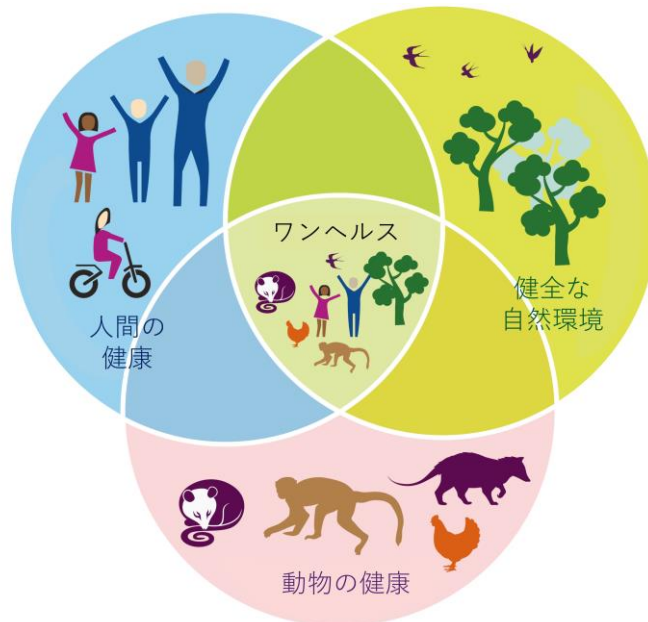 ワンヘルス
人間の
健康
健全な
自然環境
動物の健康